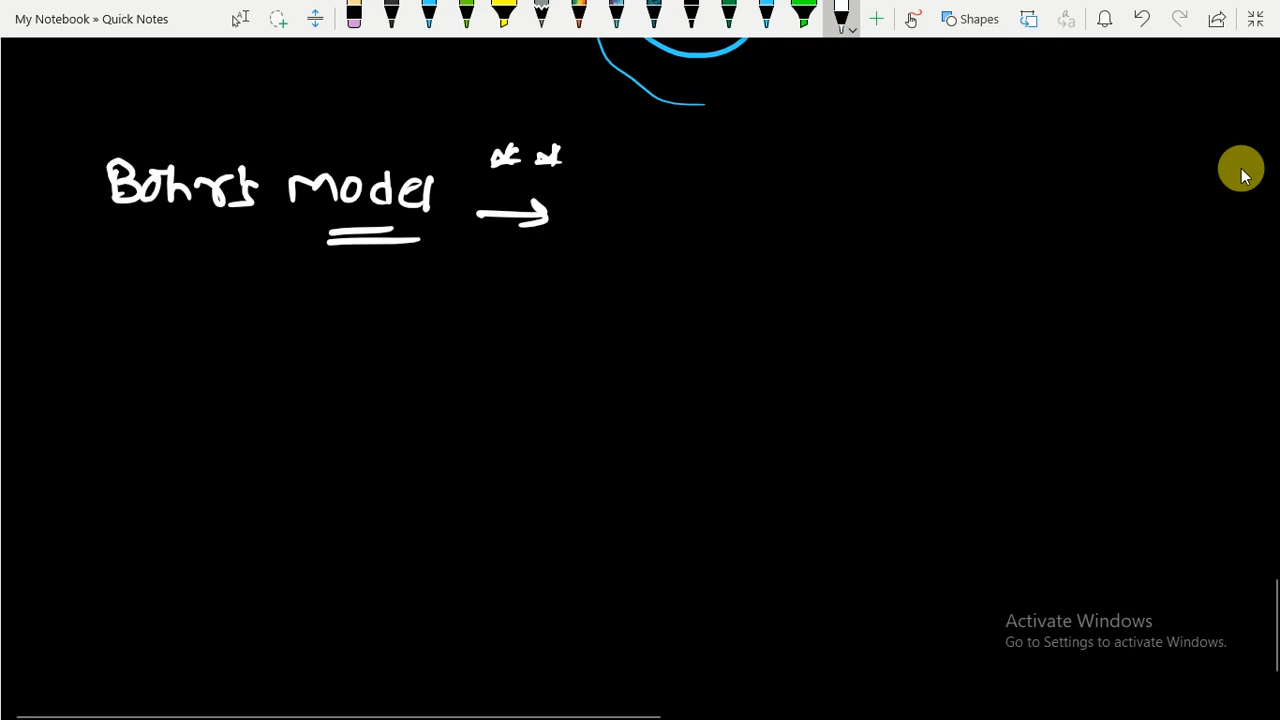 My Notebook » Quick Notes
Shapes
Bohr's Model ** →
Activate Windows
Go to Settings to activate Windows.